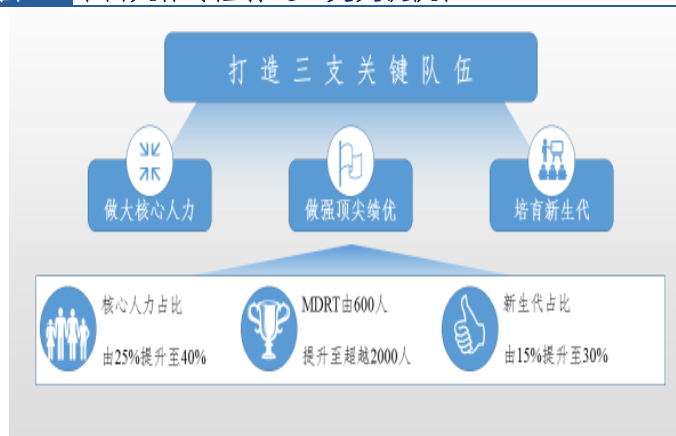 打造三支关键队伍
做大核心人力
做强顶尖绩优
培育新生代
核心人力占比
由25%提升至40%
MDRT由600人
提升至超越2000人
新生代占比
由15%提升至30%